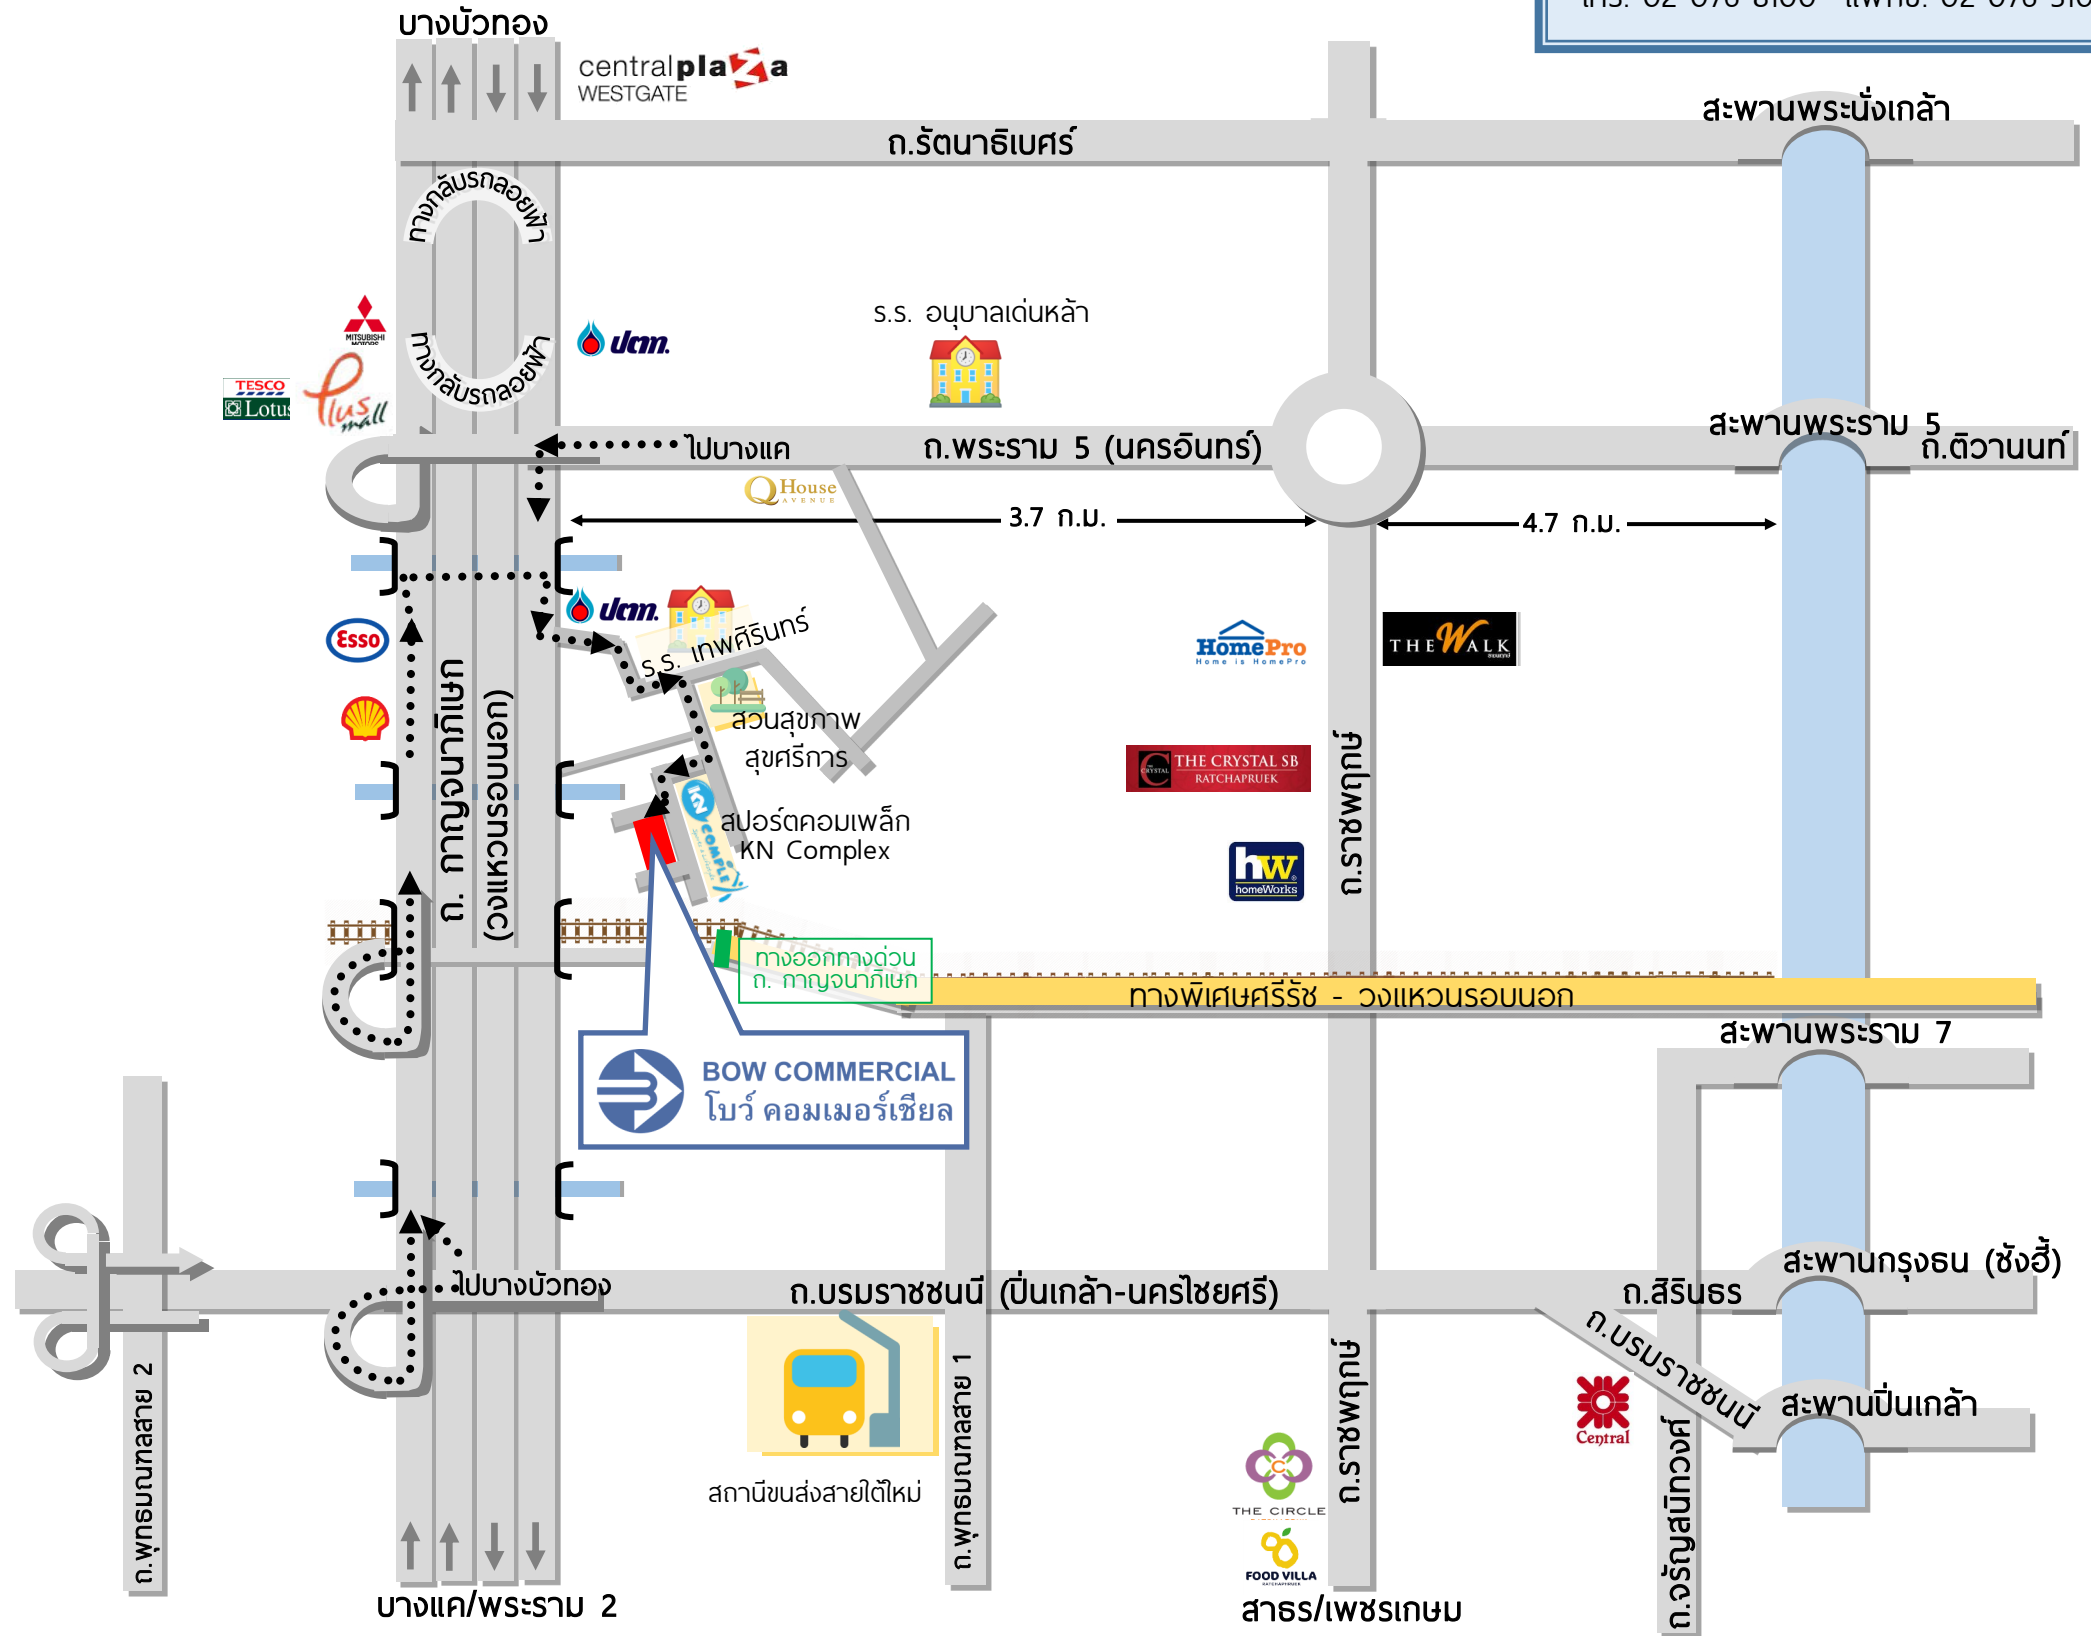 บางบัวทอง
central plaza
WESTGATE
สะพานพระนั่งเกล้า
ถ.รัตนาธิเบศร์
ทางกลับรถลอยฟ้า
MITSUBISHI
MOTORS
ทางกลับรถลอยฟ้า
ปตท.
ร.ร. อนุบาลเด่นหล้า
TESCO
Lotus
Plus
mall
สะพานพระราม 5
ไปบางแค
ถ.พระราม 5 (นครอินทร์)
ถ.ติวานนท์
Q House
AVENUE
3.7 ก.ม.
4.7 ก.ม.
ปตท.
Esso
ร.ร. เทพศิรินทร์
HomePro
Home is HomePro
THE WALK
ถ. กาญจนาภิเษก
(วงแหวนรอบนอก)
สวนสุขภาพ
สุขศรีการ
THE CRYSTAL SB
RATCHAPRUEK
ถ.ราชพฤกษ์
KN COMPLEX
สปอร์ตคอมเพล็ก
KN Complex
hw
homeWorks
ทางออกทางด่วน
ถ. กาญจนาภิเษก
ทางพิเศษศรีรัช - วงแหวนรอบนอก
สะพานพระราม 7
BOW COMMERCIAL
โบว์ คอมเมอร์เชียล
สะพานกรุงธน (ซังฮี้)
ไปบางบัวทอง
ถ.บรมราชชนนี (ปิ่นเกล้า-นครไชยศรี)
ถ.สิรินธร
ถ.บรมราชชนนี
ถ.พุทธมณฑลสาย 2
ถ.พุทธมณฑลสาย 1
ถ.ราชพฤกษ์
Central
สะพานปิ่นเกล้า
ถ.จรัญสนิทวงศ์
สถานีขนส่งสายใต้ใหม่
THE CIRCLE
FOOD VILLA
RATCHAPRUEK
บางแค/พระราม 2
สาธร/เพชรเกษม